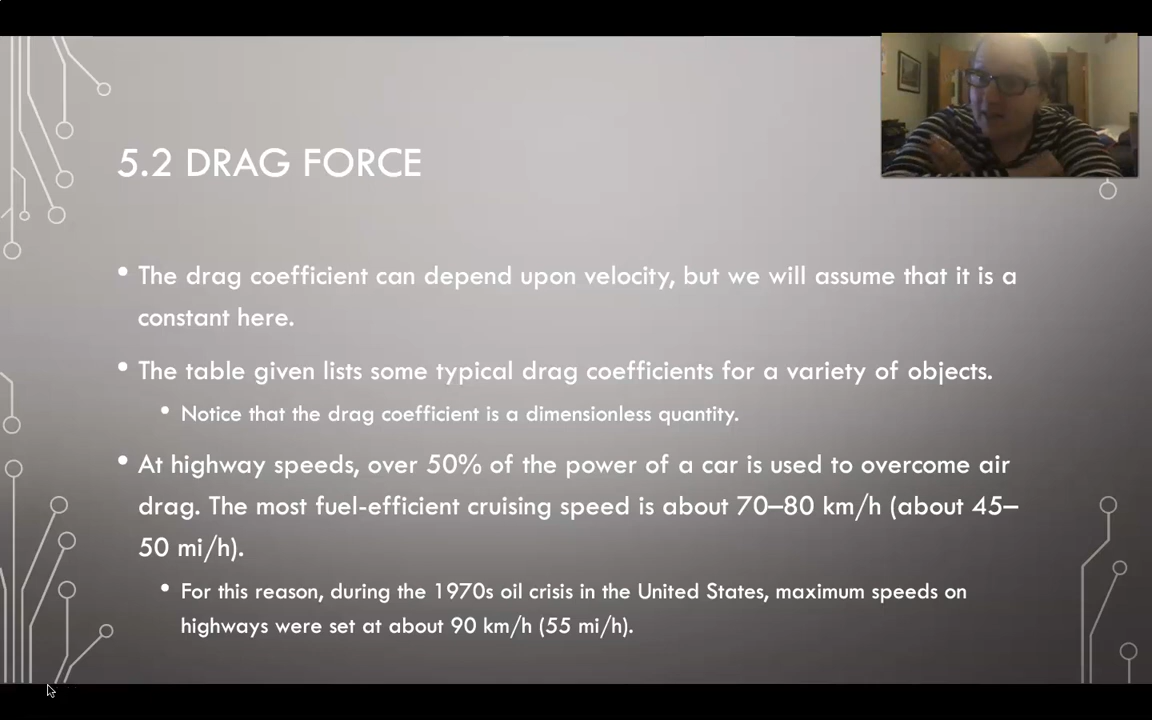 5.2 DRAG FORCE
• The drag coefficient can depend upon velocity, but we will assume that it is a
constant here.
• The table given lists some typical drag coefficients for a variety of objects.
• Notice that the drag coefficient is a dimensionless quantity.
• At highway speeds, over 50% of the power of a car is used to overcome air
drag. The most fuel-efficient cruising speed is about 70–80 km/h (about 45–
50 mi/h).
• For this reason, during the 1970s oil crisis in the United States, maximum speeds on
highways were set at about 90 km/h (55 mi/h).